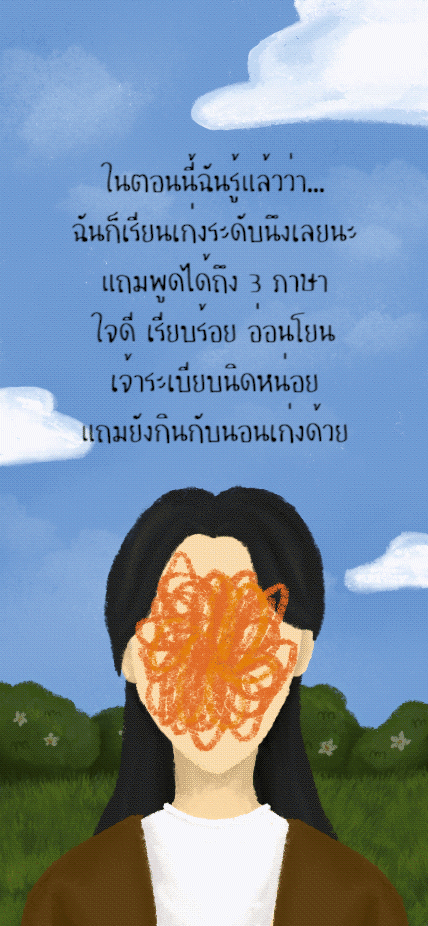 ในตอนนี้ฉันรู้แล้วว่า...
ฉันก็เรียนเก่งระดับนึงเลยนะ
แถมพูดได้ถึง 3 ภาษา
ใจดี เรียบร้อย อ่อนโยน
เจ้าระเบียบนิดหน่อย
แถมยังกินกับนอนเก่งด้วย